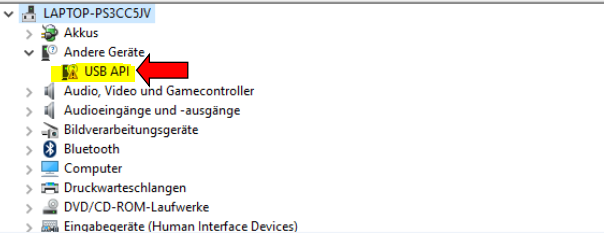 LAPTOP-PS3CC5JV
Akkus
Andere Geräte
USB API
Audio, Video und Gamecontroller
Audioeingänge und -ausgänge
Bildverarbeitungsgeräte
Bluetooth
Computer
Druckwarteschlangen
DVD/CD-ROM-Laufwerke
Eingabegeräte (Human Interface Devices)